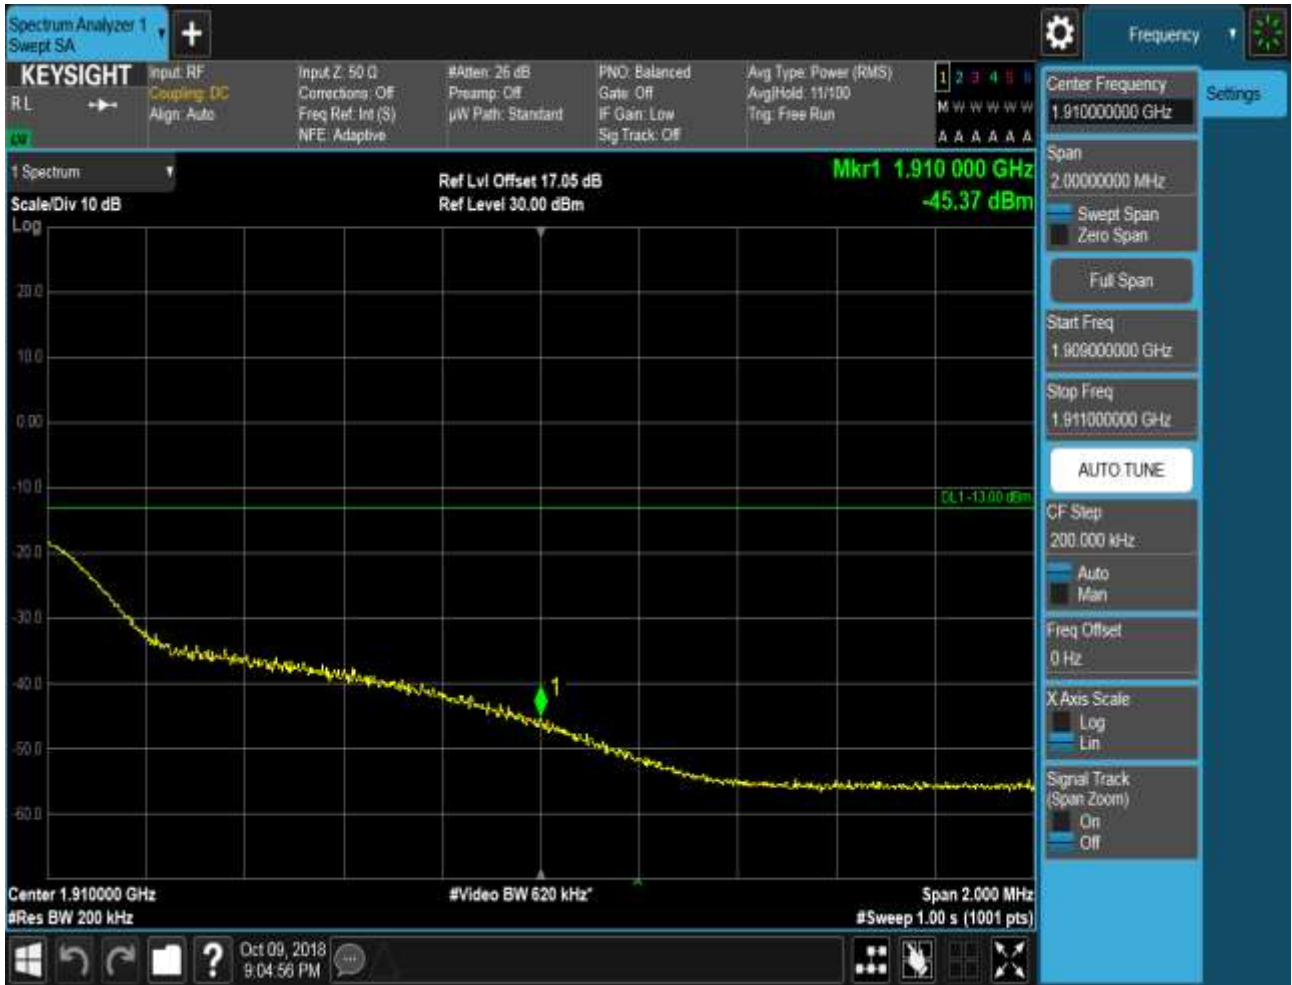 Spectrum Analyzer 1
Swept SA
Frequency
KEYSIGHT
RL
Input: RF
Coupling: DC
Align: Auto
Input Z: 50 Ω
Corrections: Off
Freq Ref: Int (S)
NFE: Adaptive
#Atten: 26 dB
Preamp: Off
µW Path: Standard
PNO: Balanced
Gate: Off
IF Gain: Low
Sig Track: Off
Avg Type: Power (RMS)
Avg|Hold: 11/100
Trig: Free Run
1 2 3 4 5 6
M W W W W W
A A A A A A
1 Spectrum
Scale/Div 10 dB
Log
Ref Lvl Offset 17.05 dB
Ref Level 30.00 dBm
Mkr1 1.910 000 GHz
-45.37 dBm
20.0
10.0
0.00
-10.0
DL1 -13.00 dBm
-20.0
-30.0
-40.0
1
-50.0
-60.0
Center 1.910000 GHz
#Video BW 620 kHz*
Span 2.000 MHz
#Res BW 200 kHz
#Sweep 1.00 s (1001 pts)
Oct 09, 2018
9:04:56 PM
Center Frequency
1.910000000 GHz
Settings
Span
2.00000000 MHz
Swept Span
Zero Span
Full Span
Start Freq
1.909000000 GHz
Stop Freq
1.911000000 GHz
AUTO TUNE
CF Step
200.000 kHz
Auto
Man
Freq Offset
0 Hz
X Axis Scale
Log
Lin
Signal Track
(Span Zoom)
On
Off